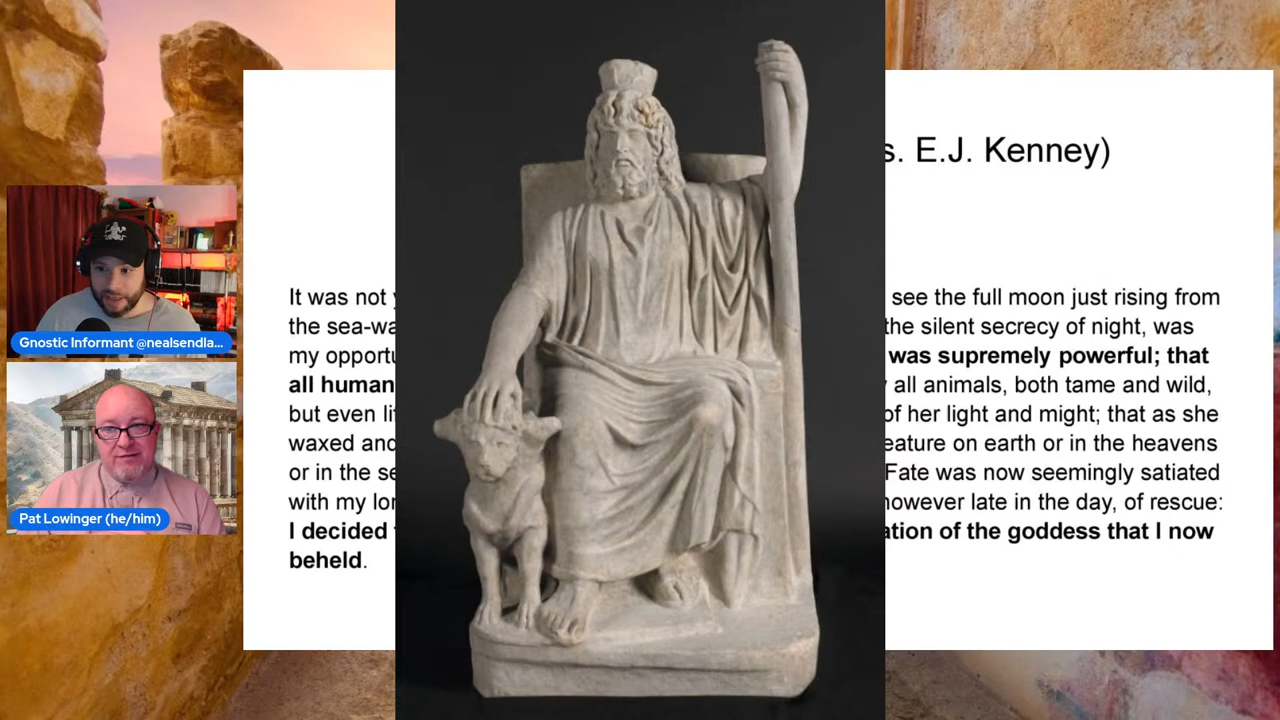 s. E.J. Kenney)
It was not see the full moon just rising from
the sea-wa the silent secrecy of night, was
my opportu was supremely powerful; that
all human all animals, both tame and wild,
but even li of her light and might; that as she
waxed and eature on earth or in the heavens
or in the se Fate was now seemingly satiated
with my lor however late in the day, of rescue:
I decided ation of the goddess that I now
beheld.
Gnostic Informant @nealsendla...
Pat Lowinger (he/him)